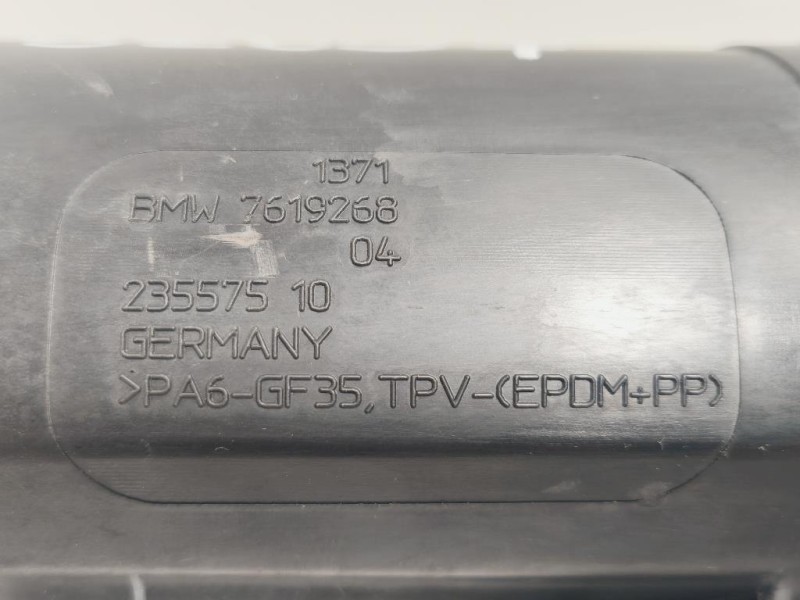 1371
BMW 7619268
04
235575 10
GERMANY
>PA6-GF35,TPV-(EPDM+PP)